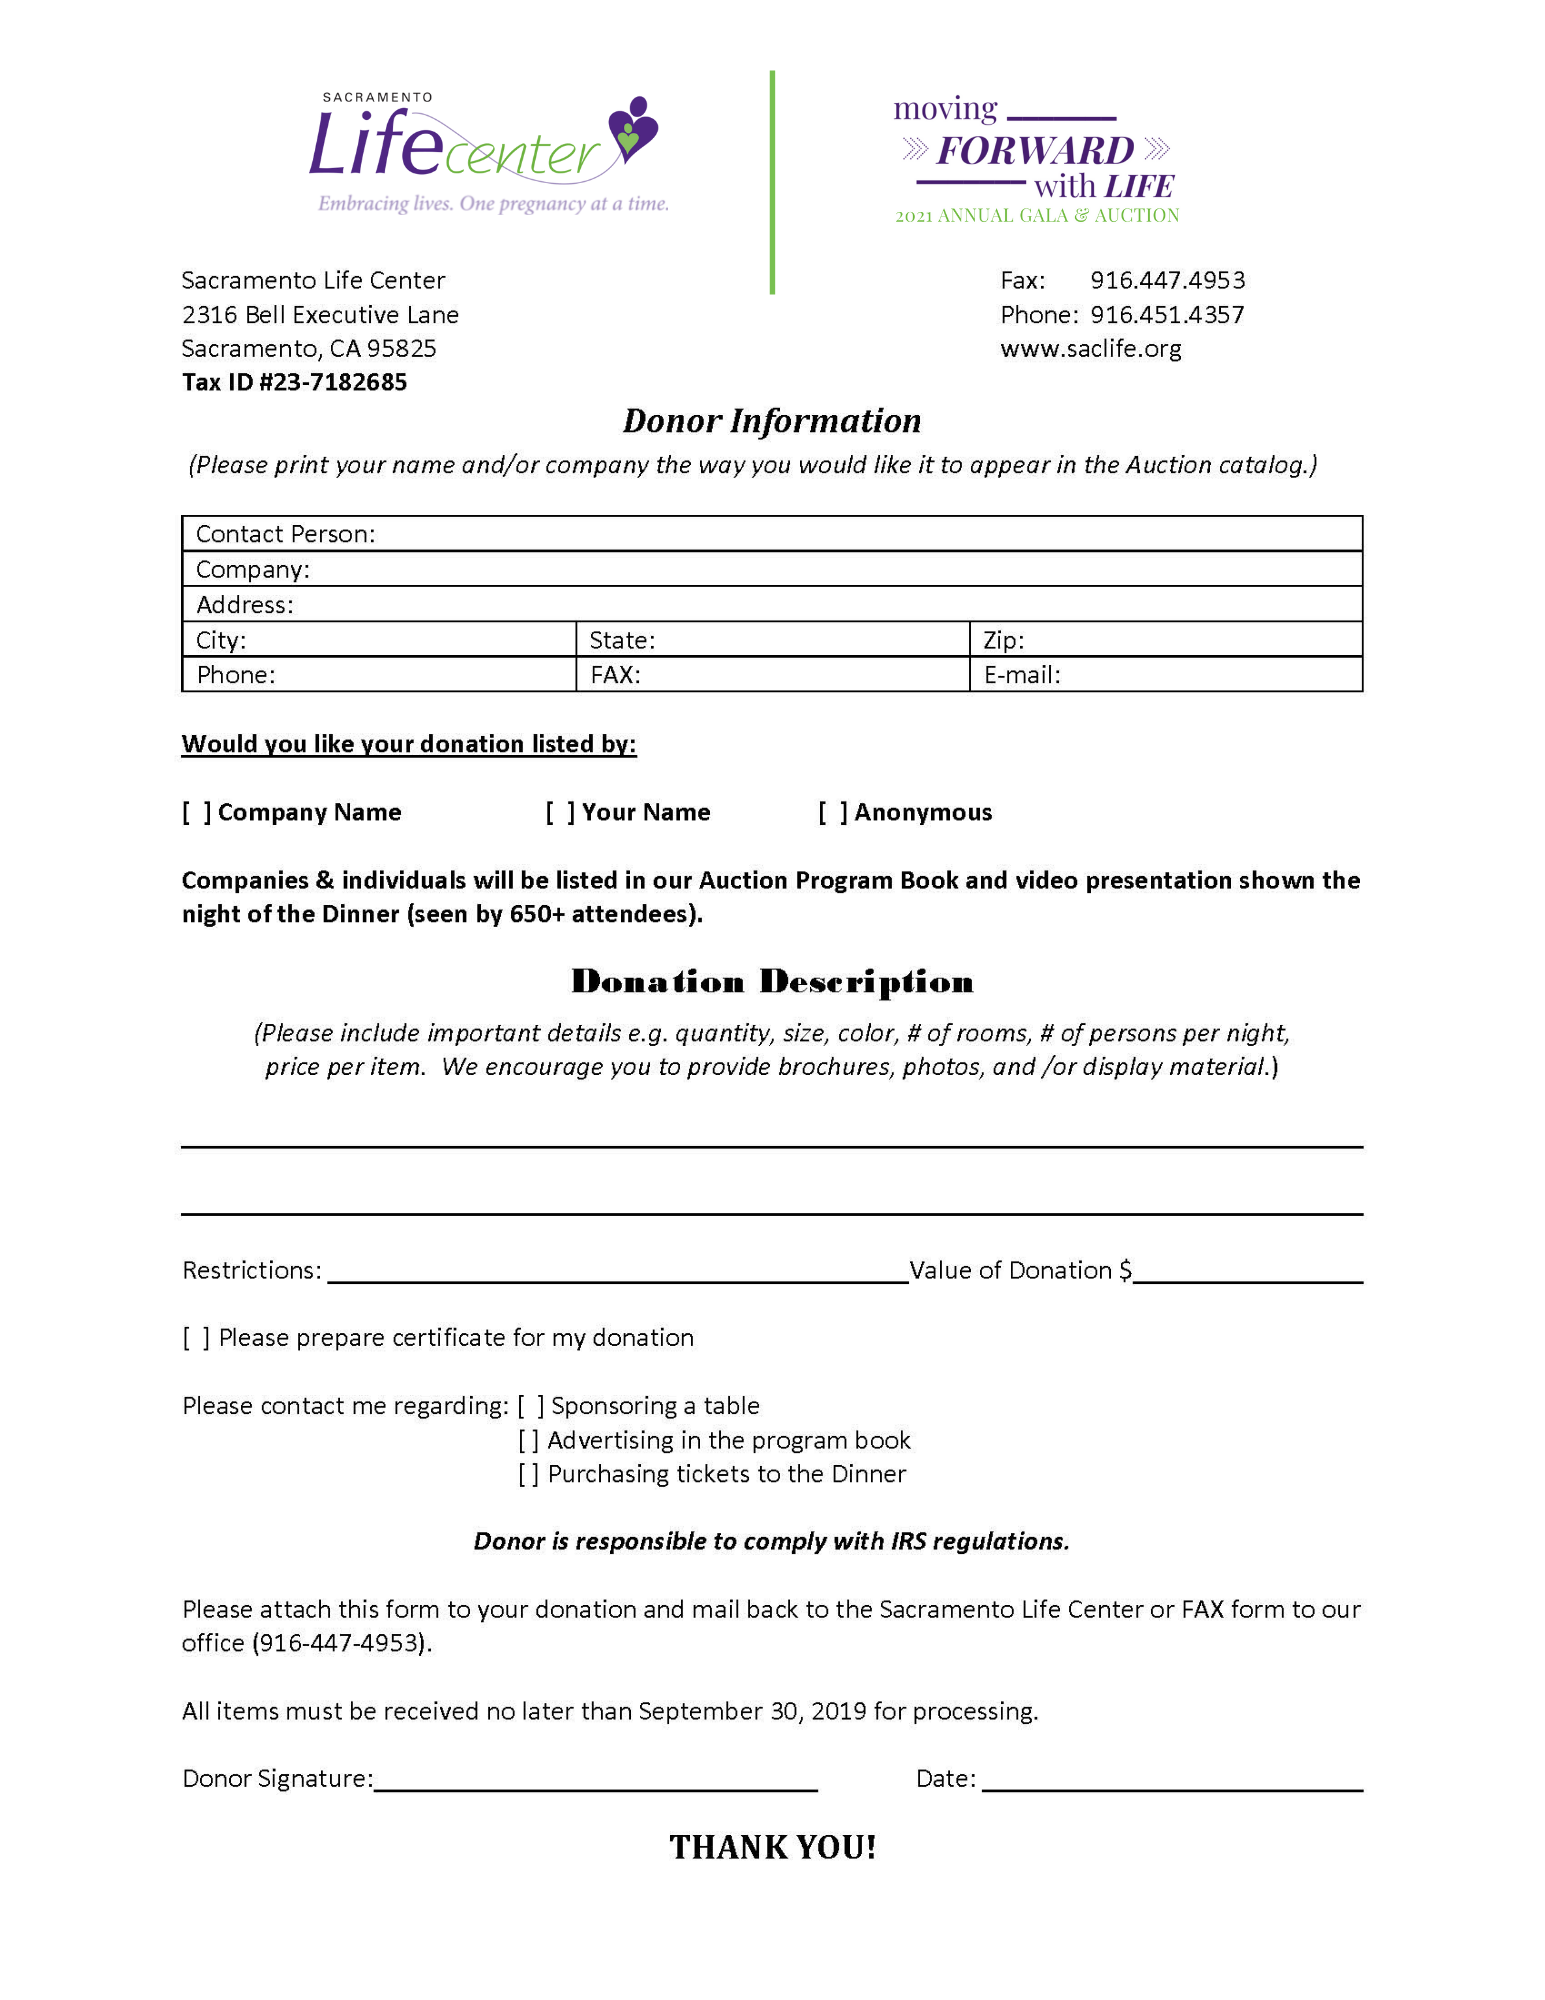 SACRAMENTO
Lifecenter
Embracing lives. One pregnancy at a time.
moving
FORWARD
with LIFE
2021 ANNUAL GALA & AUCTION
Sacramento Life Center
2316 Bell Executive Lane
Sacramento, CA 95825
Tax ID #23-7182685
Fax: 916.447.4953
Phone: 916.451.4357
www.saclife.org
Donor Information
(Please print your name and/or company the way you would like it to appear in the Auction catalog.)
Contact Person:
Company:
Address:
City: State: Zip:
Phone: FAX: E-mail:
Would you like your donation listed by:
[ ] Company Name [ ] Your Name [ ] Anonymous
Companies & individuals will be listed in our Auction Program Book and video presentation shown the
night of the Dinner (seen by 650+ attendees).
Donation Description
(Please include important details e.g. quantity, size, color, # of rooms, # of persons per night,
price per item. We encourage you to provide brochures, photos, and /or display material.)
Restrictions: Value of Donation $
[ ] Please prepare certificate for my donation
Please contact me regarding: [ ] Sponsoring a table
[ ] Advertising in the program book
[ ] Purchasing tickets to the Dinner
Donor is responsible to comply with IRS regulations.
Please attach this form to your donation and mail back to the Sacramento Life Center or FAX form to our
office (916-447-4953).
All items must be received no later than September 30, 2019 for processing.
Donor Signature: Date:
THANK YOU!